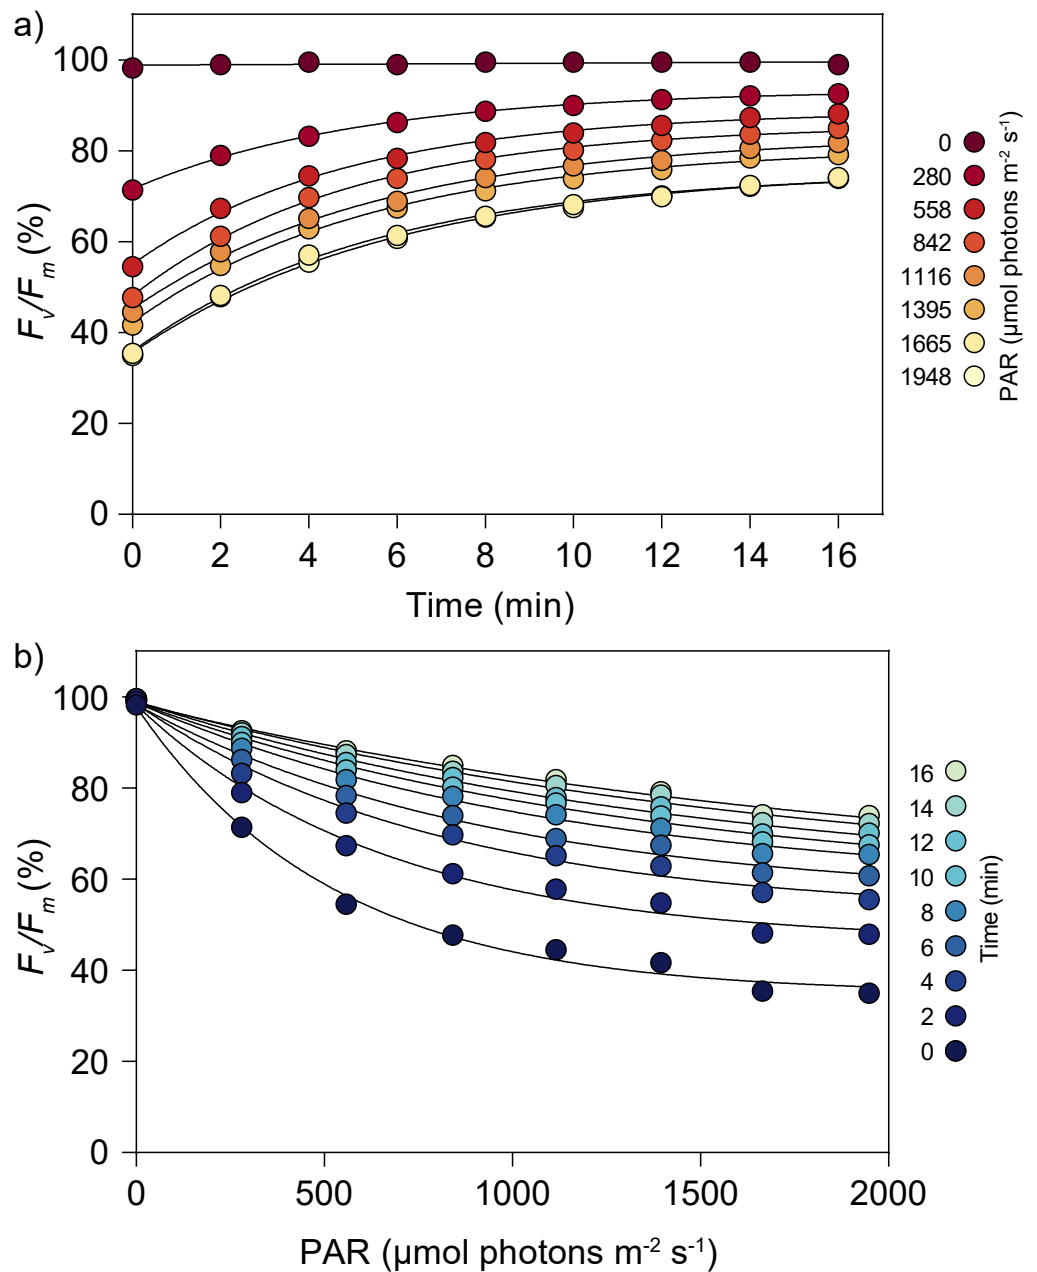 a)
100
80
60
40
20
0
Fv/Fm (%)
0 2 4 6 8 10 12 14 16
Time (min)
0
280
558
842
1116
1395
1665
1948
PAR (µmol photons m-2 s-1)
b)
100
80
60
40
20
0
Fv/Fm (%)
0 500 1000 1500 2000
PAR (µmol photons m-2 s-1)
16
14
12
10
8
6
4
2
0
Time (min)